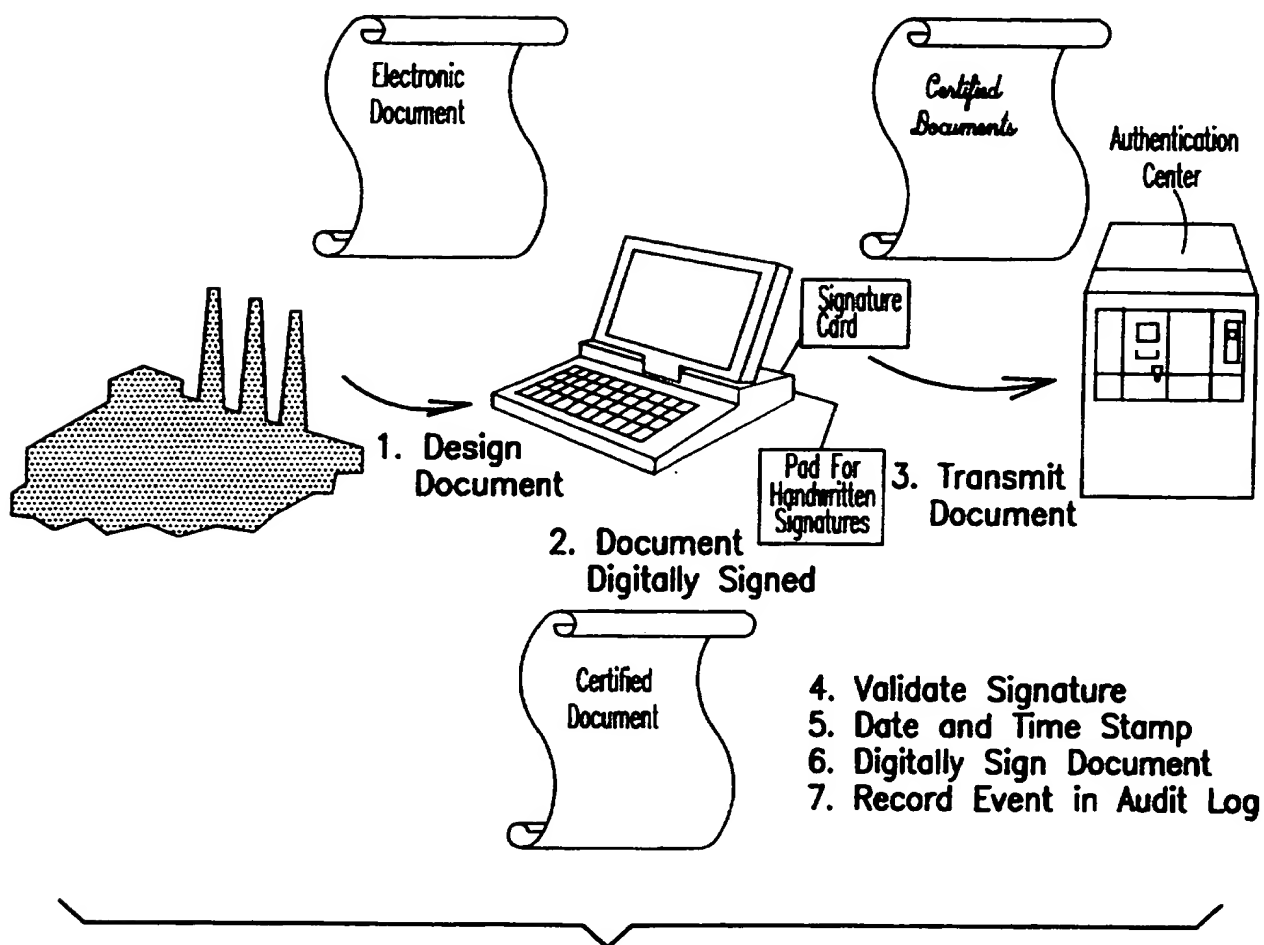 Electronic
Document
Certified
Documents
Authentication
Center
Signature
Card
1. Design
Document
Pad For
Handwritten
Signatures
3. Transmit
Document
2. Document
Digitally Signed
Certified
Document
4. Validate Signature
5. Date and Time Stamp
6. Digitally Sign Document
7. Record Event in Audit Log